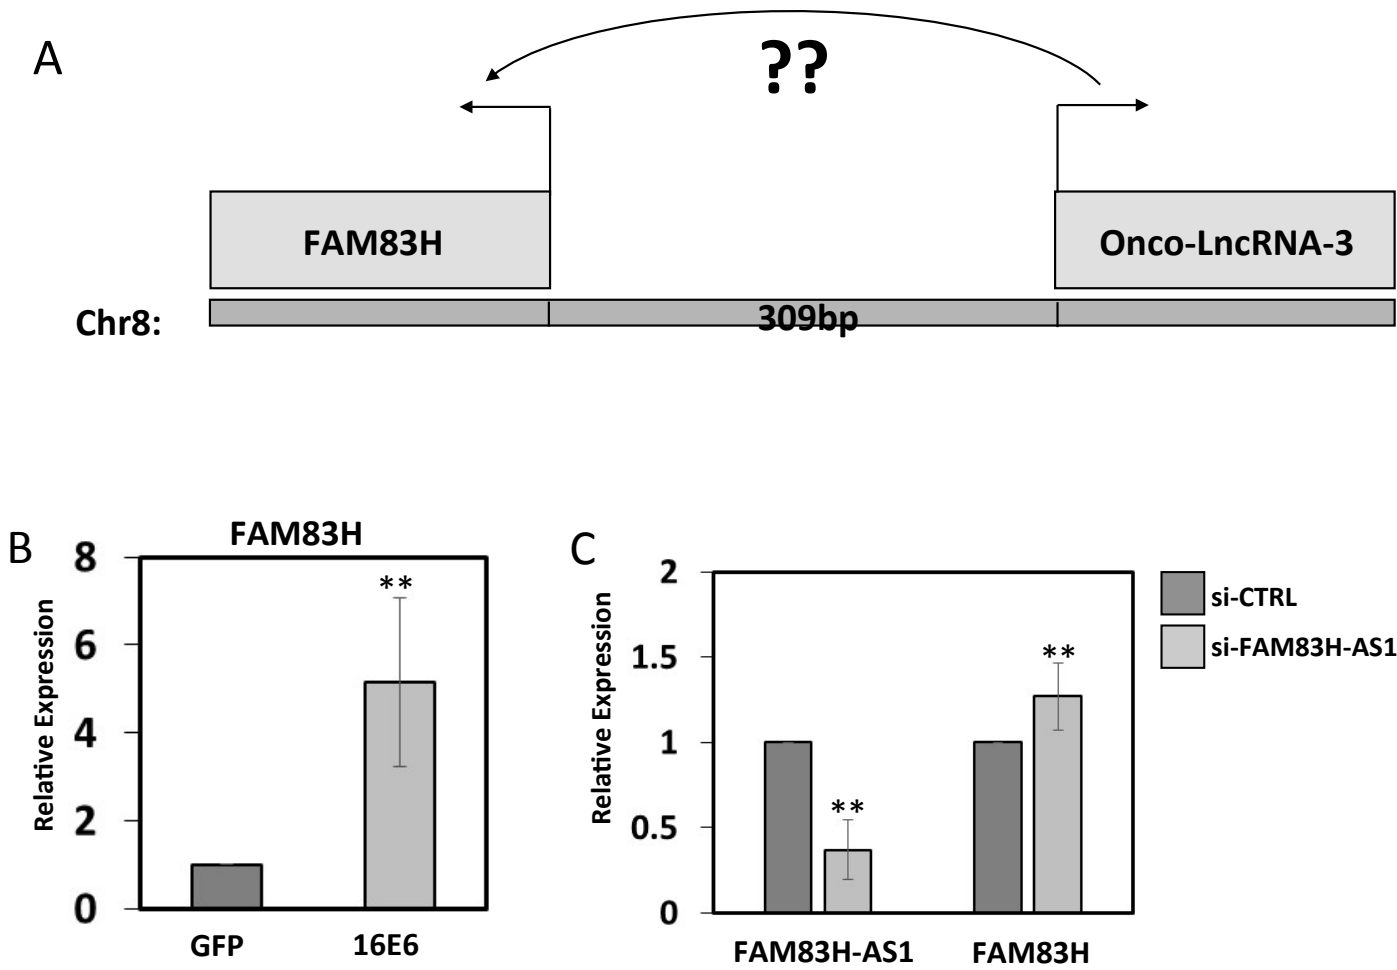 A
??
FAM83H
Onco-LncRNA-3
Chr8:
309bp
B
FAM83H
Relative Expression
8
6
4
2
0
**
GFP
16E6
C
Relative Expression
2
1.5
1
0.5
0
**
**
FAM83H-AS1
FAM83H
si-CTRL
si-FAM83H-AS1